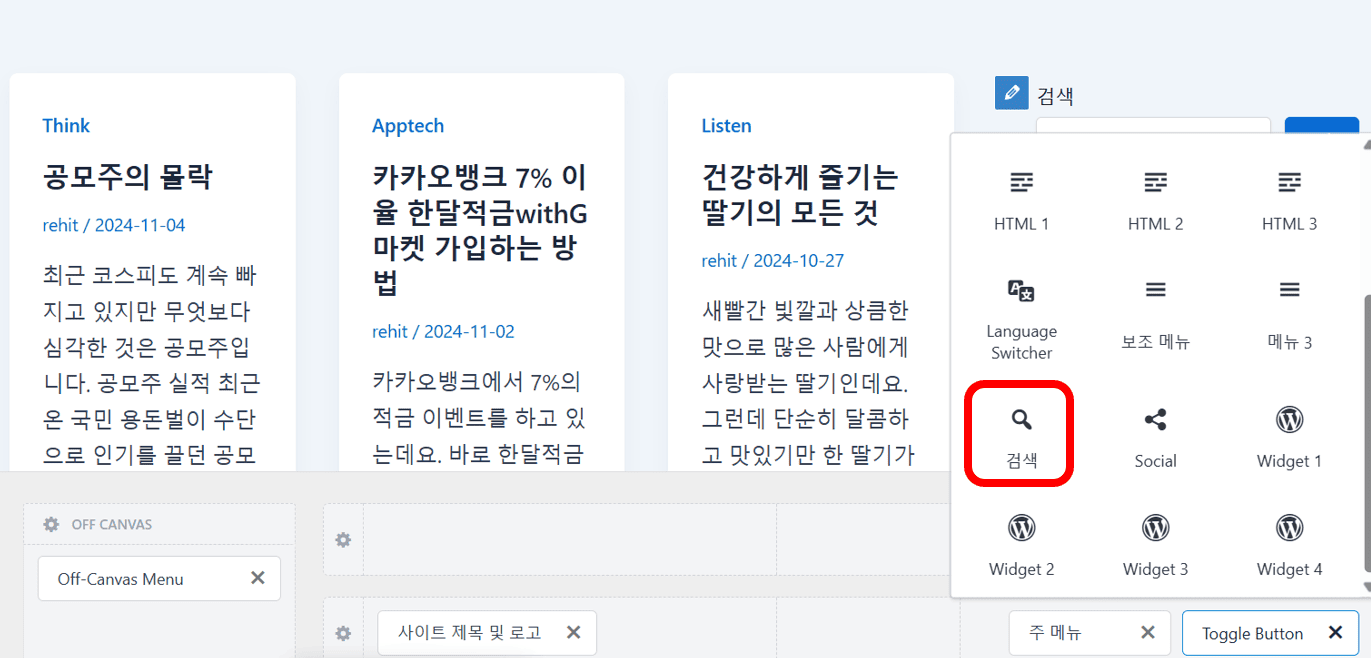 Think
공모주의 몰락
rehit / 2024-11-04
최근 코스피도 계속 빠
지고 있지만 무엇보다
심각한 것은 공모주입
니다. 공모주 실적 최근
온 국민 용돈벌이 수단
으로 인기를 끌던 공모
Apptech
카카오뱅크 7% 이
율 한달적금withG
마켓 가입하는 방
법
rehit / 2024-11-02
카카오뱅크에서 7%의
적금 이벤트를 하고 있
는데요. 바로 한달적금
Listen
건강하게 즐기는
딸기의 모든 것
rehit / 2024-10-27
새빨간 빛깔과 상큼한
맛으로 많은 사람에게
사랑받는 딸기인데요.
그런데 단순히 달콤하
고 맛있기만 한 딸기가
검색
HTML 1
HTML 2
HTML 3
Language
Switcher
보조 메뉴
메뉴 3
검색
Social
Widget 1
Widget 2
Widget 3
Widget 4
OFF CANVAS
Off-Canvas Menu
사이트 제목 및 로고
주 메뉴
Toggle Button